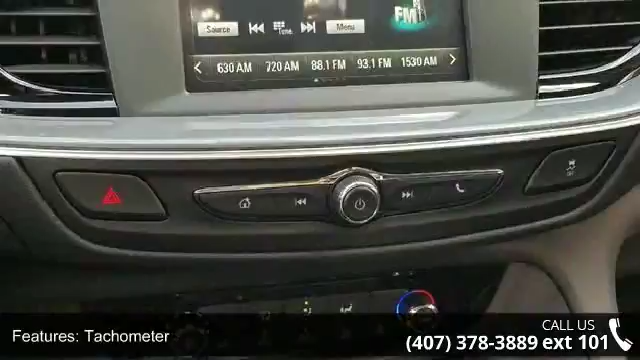 FM
Source Tone Menu
630 AM 720 AM 88.1 FM 93.1 FM 1530 AM
CALL US
Features: Tachometer
(407) 378-3889 ext 101